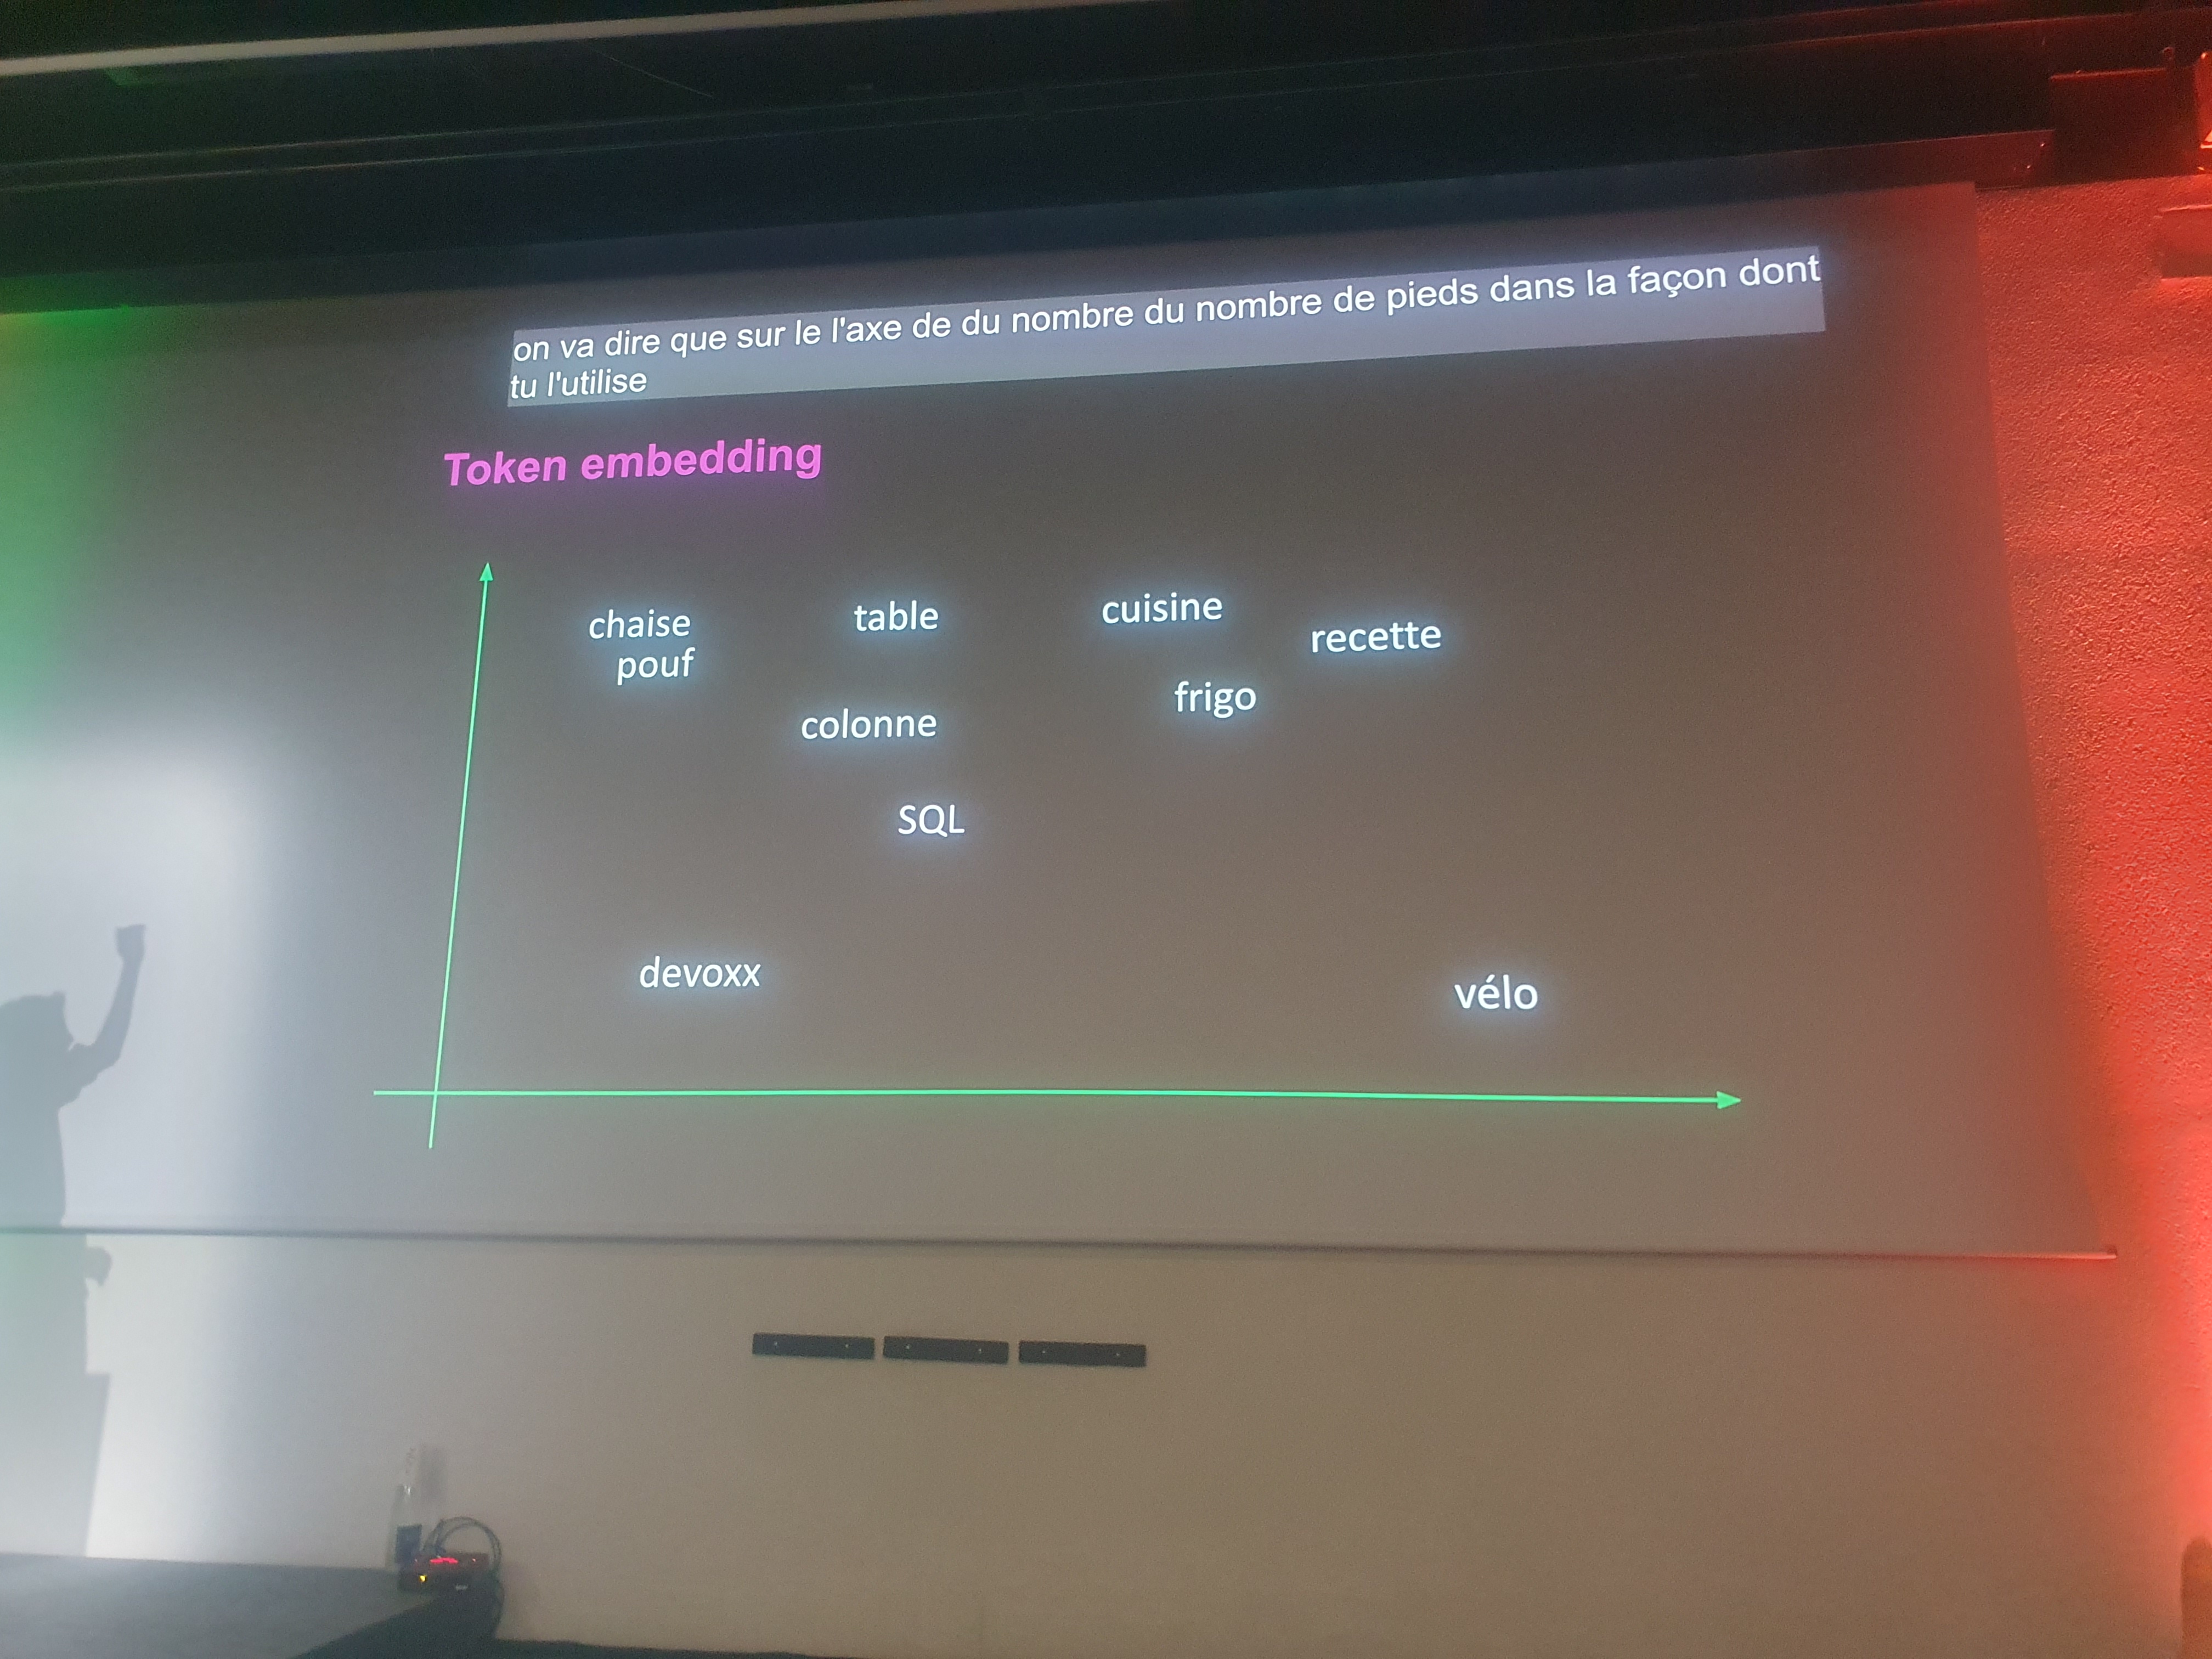 on va dire que sur le l'axe de du nombre du nombre de pieds dans la façon dont
tu l'utilise
Token embedding
chaise
table
cuisine
recette
pouf
frigo
colonne
SQL
devoxx
vélo